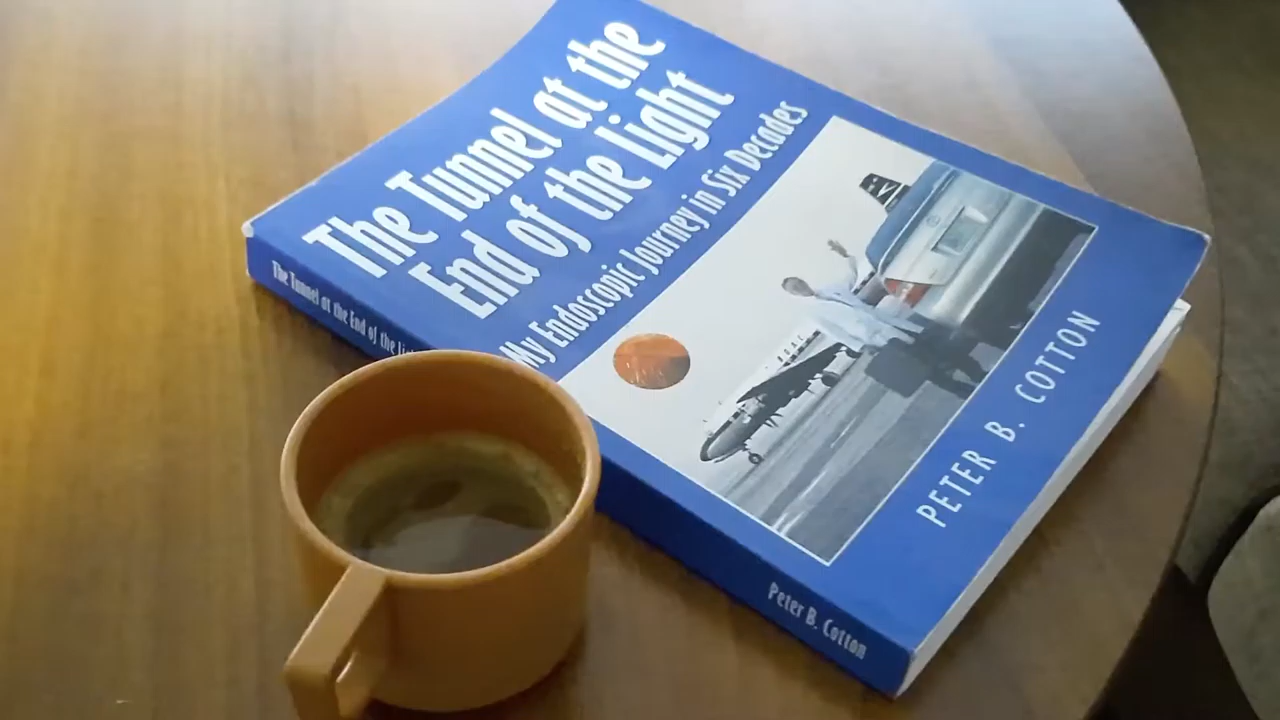 The Tunnel at the
End of the Light
My Endoscopic Journey in Six Decades
PETER B. COTTON
The Tunnel at the End of the
Peter B. Cotton